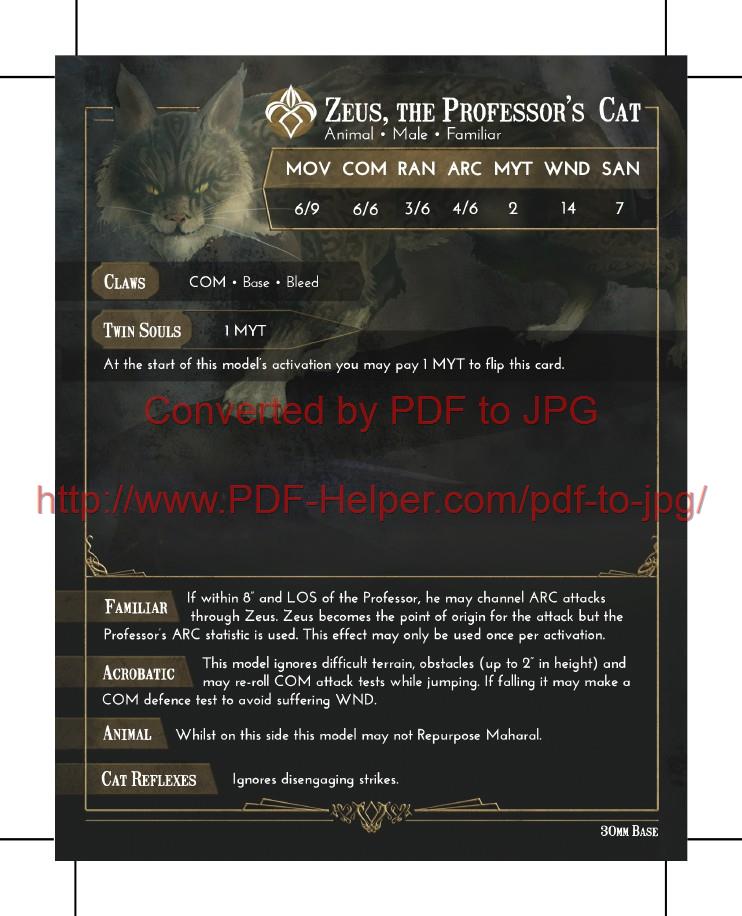 ZEUS, THE PROFESSOR'S CAT
Animal • Male • Familiar
MOV COM RAN ARC MYT WND SAN
6/9 6/6 3/6 4/6 2 14 7
CLAWS COM • Base • Bleed
TWIN SOULS 1 MYT
At the start of this model's activation you may pay 1 MYT to flip this card.
Converted by PDF to JPG
http://www.PDF-Helper.com/pdf-to-jpg/
FAMILIAR If within 8" and LOS of the Professor, he may channel ARC attacks
through Zeus. Zeus becomes the point of origin for the attack but the
Professor's ARC statistic is used. This effect may only be used once per activation.
ACROBATIC This model ignores difficult terrain, obstacles (up to 2" in height) and
may re-roll COM attack tests while jumping. If falling it may make a
COM defence test to avoid suffering WND.
ANIMAL Whilst on this side this model may not Repurpose Maharal.
CAT REFLEXES Ignores disengaging strikes.
30MM BASE